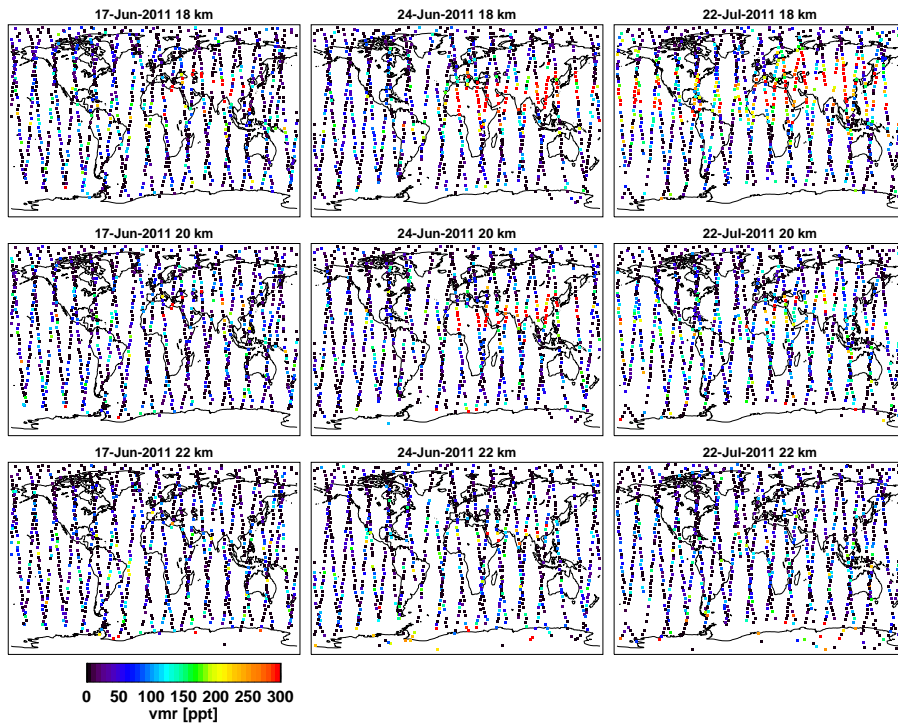 17-Jun-2011 18 km
24-Jun-2011 18 km
22-Jul-2011 18 km
17-Jun-2011 20 km
24-Jun-2011 20 km
22-Jul-2011 20 km
17-Jun-2011 22 km
24-Jun-2011 22 km
22-Jul-2011 22 km
0 50 100 150 200 250 300
vmr [ppt]